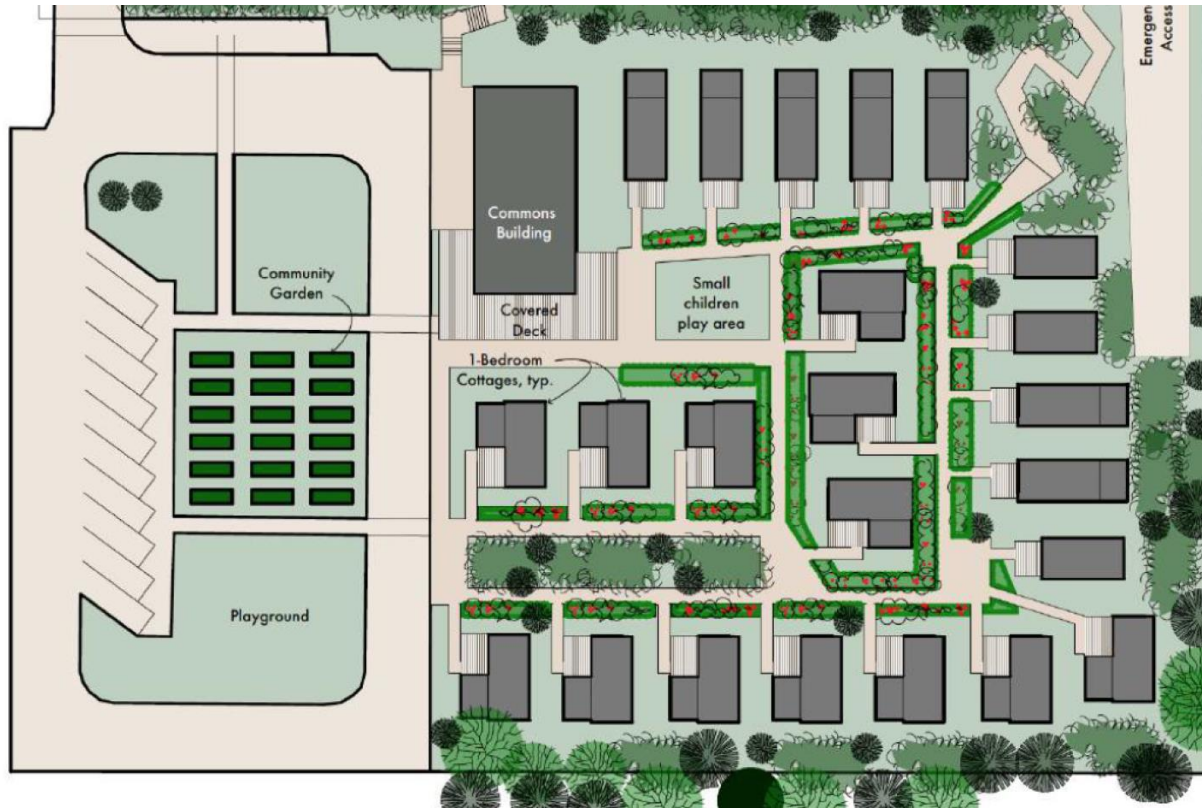 Emergen
Access
Commons
Building
Community
Garden
Covered
Deck
Small
children
play area
1-Bedroom
Cottages, typ.
Playground